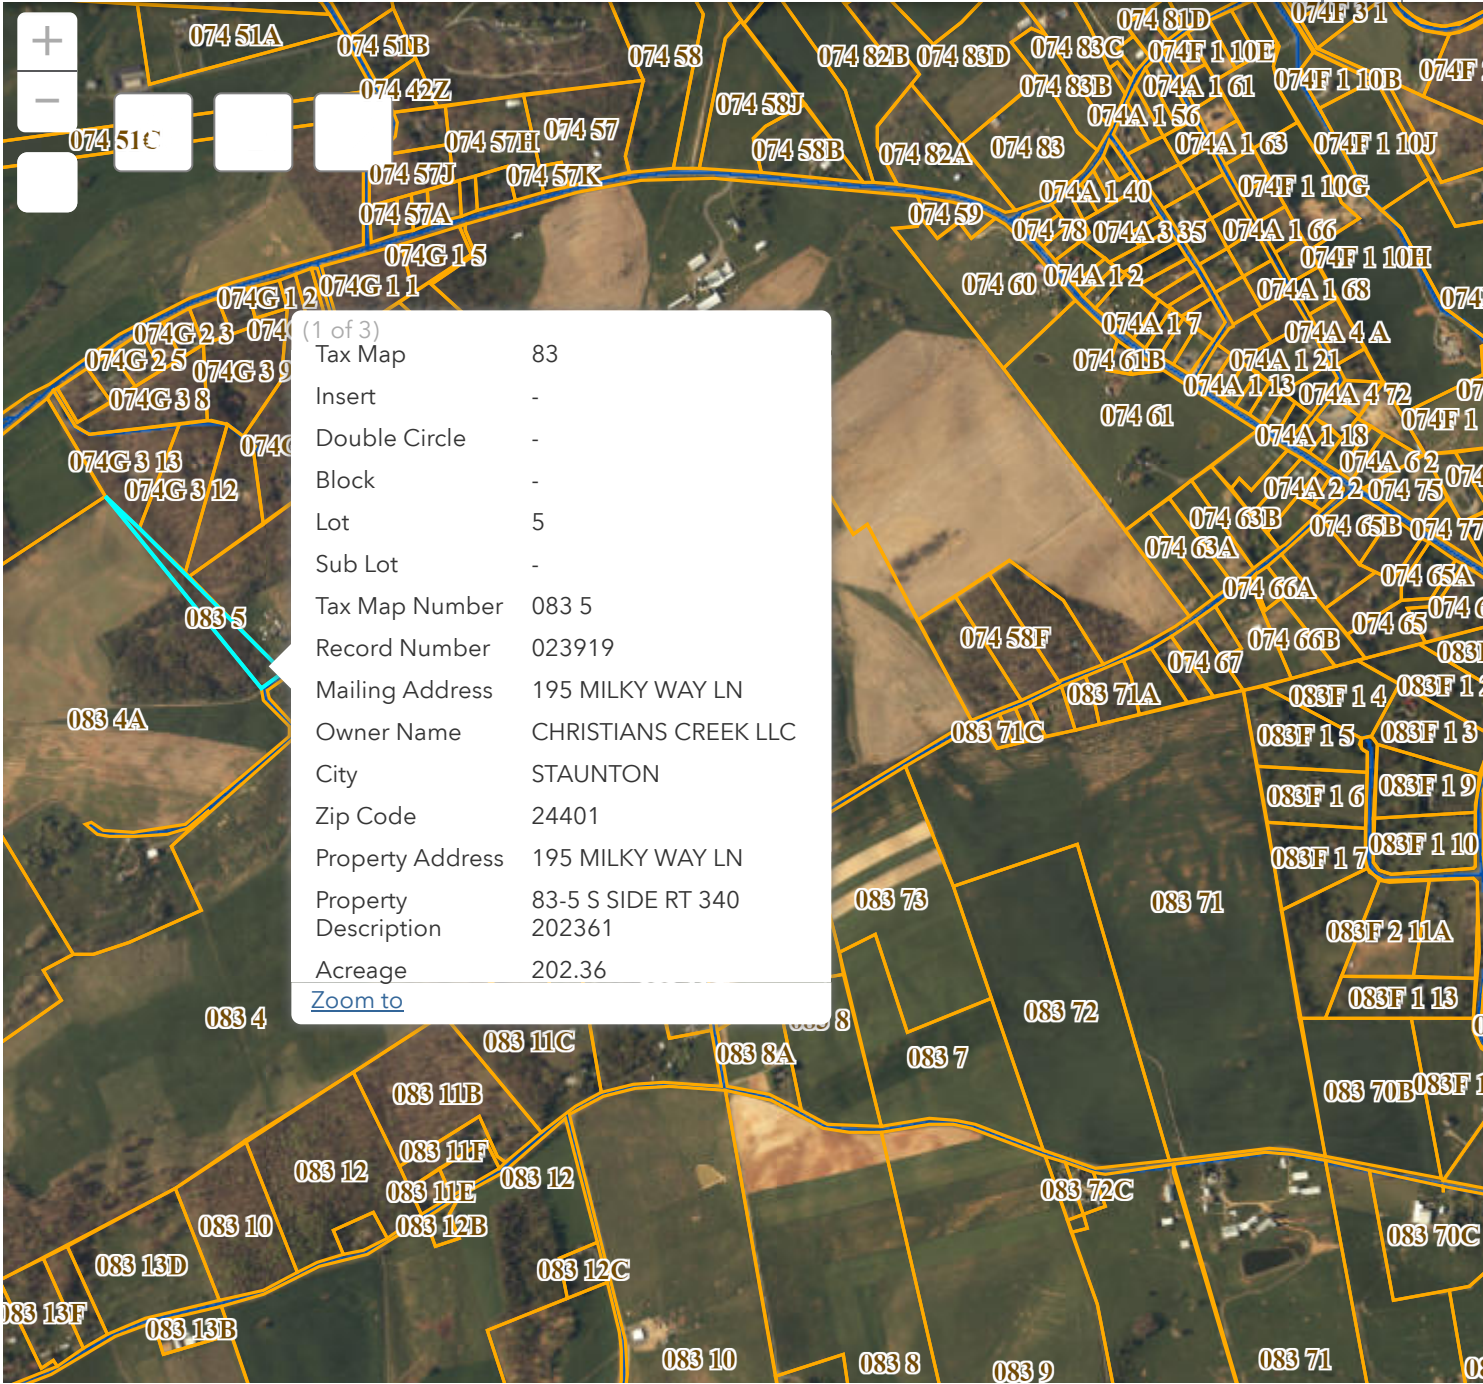 074 51A
074 51B
074 58
074 82B
074 83D
074 81D
074F 3 1
074 83C
074F 1 10E
074F
074 42Z
074 58J
074 83B
074A 1 61
074F 1 10B
074A 1 56
074 51C
074 57H
074 57
074 58B
074 82A
074 83
074A 1 63
074F 1 10J
074 57J
074 57K
074A 1 40
074F 1 10G
074 57A
074 59
074 78
074A 3 35
074A 1 66
074G 1 5
074F 1 10H
074G 1 2
074G 1 1
074 60
074A 1 2
074A 1 68
074
074G 2 3
074
074A 1 7
074A 4 A
074G 2 5
074G 3 9
074 61B
074A 1 21
074G 3 8
074A 1 13
074A 4 72
07
074G
074 61
074A 1 18
074F 1
074G 3 13
074G 3 12
074A 6 2
074
074A 2 2
074 75
074 63B
074 65B
074 77
074 63A
074 66A
074 65A
083 5
074 58F
074 66B
074 65
074 6
074 67
083
083 4A
083 71A
083F 1 4
083F 1 2
083 71C
083F 1 5
083F 1 3
083F 1 6
083F 1 9
083F 1 7
083F 1 10
083 73
083 71
083F 2 11A
083F 1 13
(1 of 3)
Tax Map 83
Insert -
Double Circle -
Block -
Lot 5
Sub Lot -
Tax Map Number 083 5
Record Number 023919
Mailing Address 195 MILKY WAY LN
Owner Name CHRISTIANS CREEK LLC
City STAUNTON
Zip Code 24401
Property Address 195 MILKY WAY LN
Property Description 83-5 S SIDE RT 340
202361
Acreage 202.36
Zoom to
083 4
083 11C
083 8
083 72
083 8A
083 7
083 11B
083 70B
083F 1
083 11F
083 12
083 11E
083 12
083 72C
083 10
083 12B
083 70C
083 13D
083 12C
083 13F
083 13B
083 10
083 8
083 9
083 71